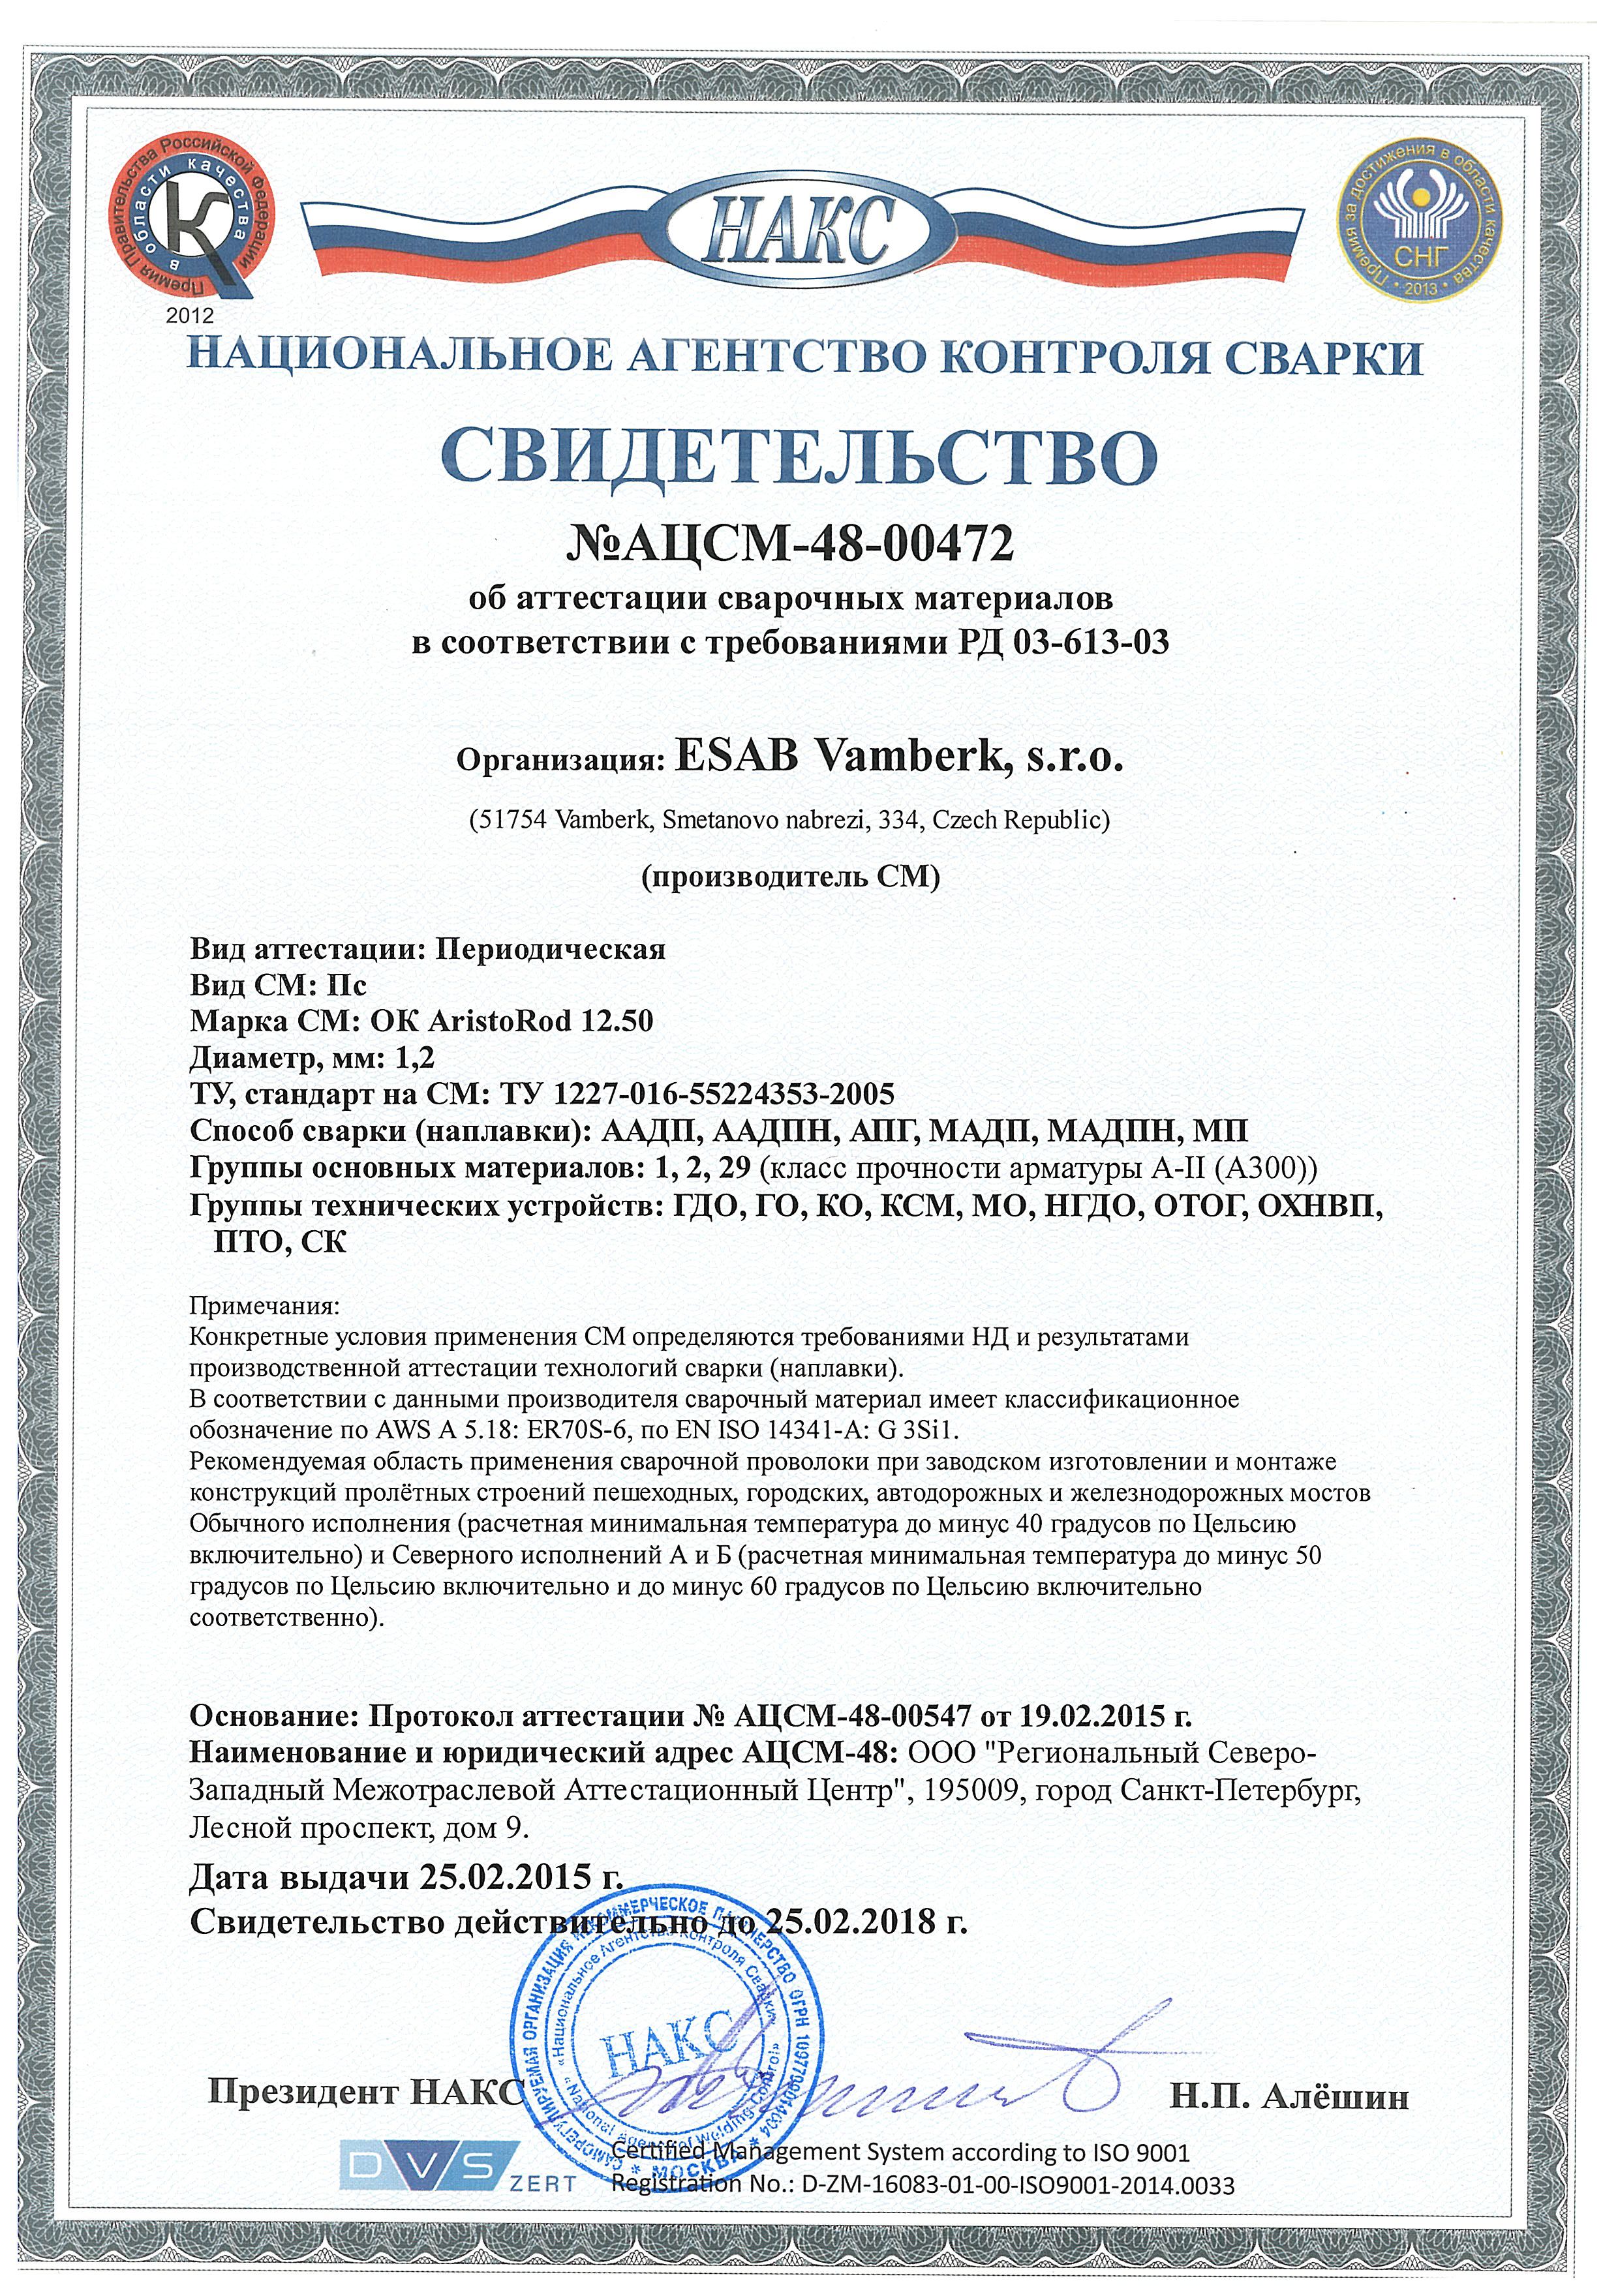 Премия Правительства Российской Федерации
в области качества
2012
НАКС
Премия за достижения в области качества
СНГ
2013
НАЦИОНАЛЬНОЕ АГЕНТСТВО КОНТРОЛЯ СВАРКИ
СВИДЕТЕЛЬСТВО
№АЦСМ-48-00472
об аттестации сварочных материалов
в соответствии с требованиями РД 03-613-03
Организация: ESAB Vamberk, s.r.o.
(51754 Vamberk, Smetanovo nabrezi, 334, Czech Republic)
(производитель СМ)
Вид аттестации: Периодическая
Вид СМ: Пс
Марка СМ: ОК AristoRod 12.50
Диаметр, мм: 1,2
ТУ, стандарт на СМ: ТУ 1227-016-55224353-2005
Способ сварки (наплавки): ААДП, ААДПН, АПГ, МАДП, МАДПН, МП
Группы основных материалов: 1, 2, 29 (класс прочности арматуры А-II (А300))
Группы технических устройств: ГДО, ГО, КО, КСМ, МО, НГДО, ОТОГ, ОХНВП,
ПТО, СК
Примечания:
Конкретные условия применения СМ определяются требованиями НД и результатами
производственной аттестации технологий сварки (наплавки).
В соответствии с данными производителя сварочный материал имеет классификационное
обозначение по AWS A 5.18: ER70S-6, по EN ISO 14341-A: G 3Si1.
Рекомендуемая область применения сварочной проволоки при заводском изготовлении и монтаже
конструкций пролётных строений пешеходных, городских, автодорожных и железнодорожных мостов
Обычного исполнения (расчетная минимальная температура до минус 40 градусов по Цельсию
включительно) и Северного исполнений А и Б (расчетная минимальная температура до минус 50
градусов по Цельсию включительно и до минус 60 градусов по Цельсию включительно
соответственно).
Основание: Протокол аттестации № АЦСМ-48-00547 от 19.02.2015 г.
Наименование и юридический адрес АЦСМ-48: ООО "Региональный Северо-
Западный Межотраслевой Аттестационный Центр", 195009, город Санкт-Петербург,
Лесной проспект, дом 9.
Дата выдачи 25.02.2015 г.
Свидетельство действительно до 25.02.2018 г.
САМОРЕГУЛИРУЕМАЯ ОРГАНИЗАЦИЯ НЕКОММЕРЧЕСКОЕ ПАРТНЕРСТВО ОГРН
* МОСКВА *
«Национальное Агентство Контроля Сварки»
«National Agency of Welding Control»
НАКС
Президент НАКС
Н.П. Алёшин
DVS ZERT
Certified Management System according to ISO 9001
Registration No.: D-ZM-16083-01-00-ISO9001-2014.0033